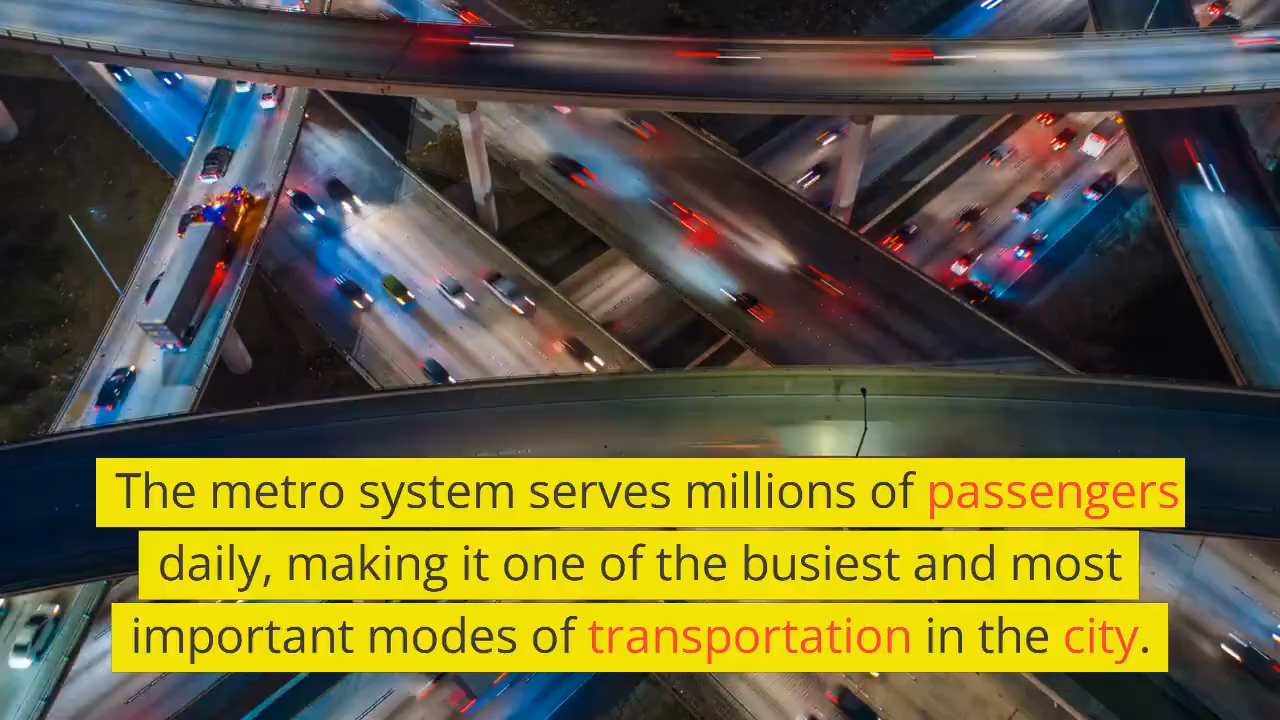 The metro system serves millions of passengers
daily, making it one of the busiest and most
important modes of transportation in the city.